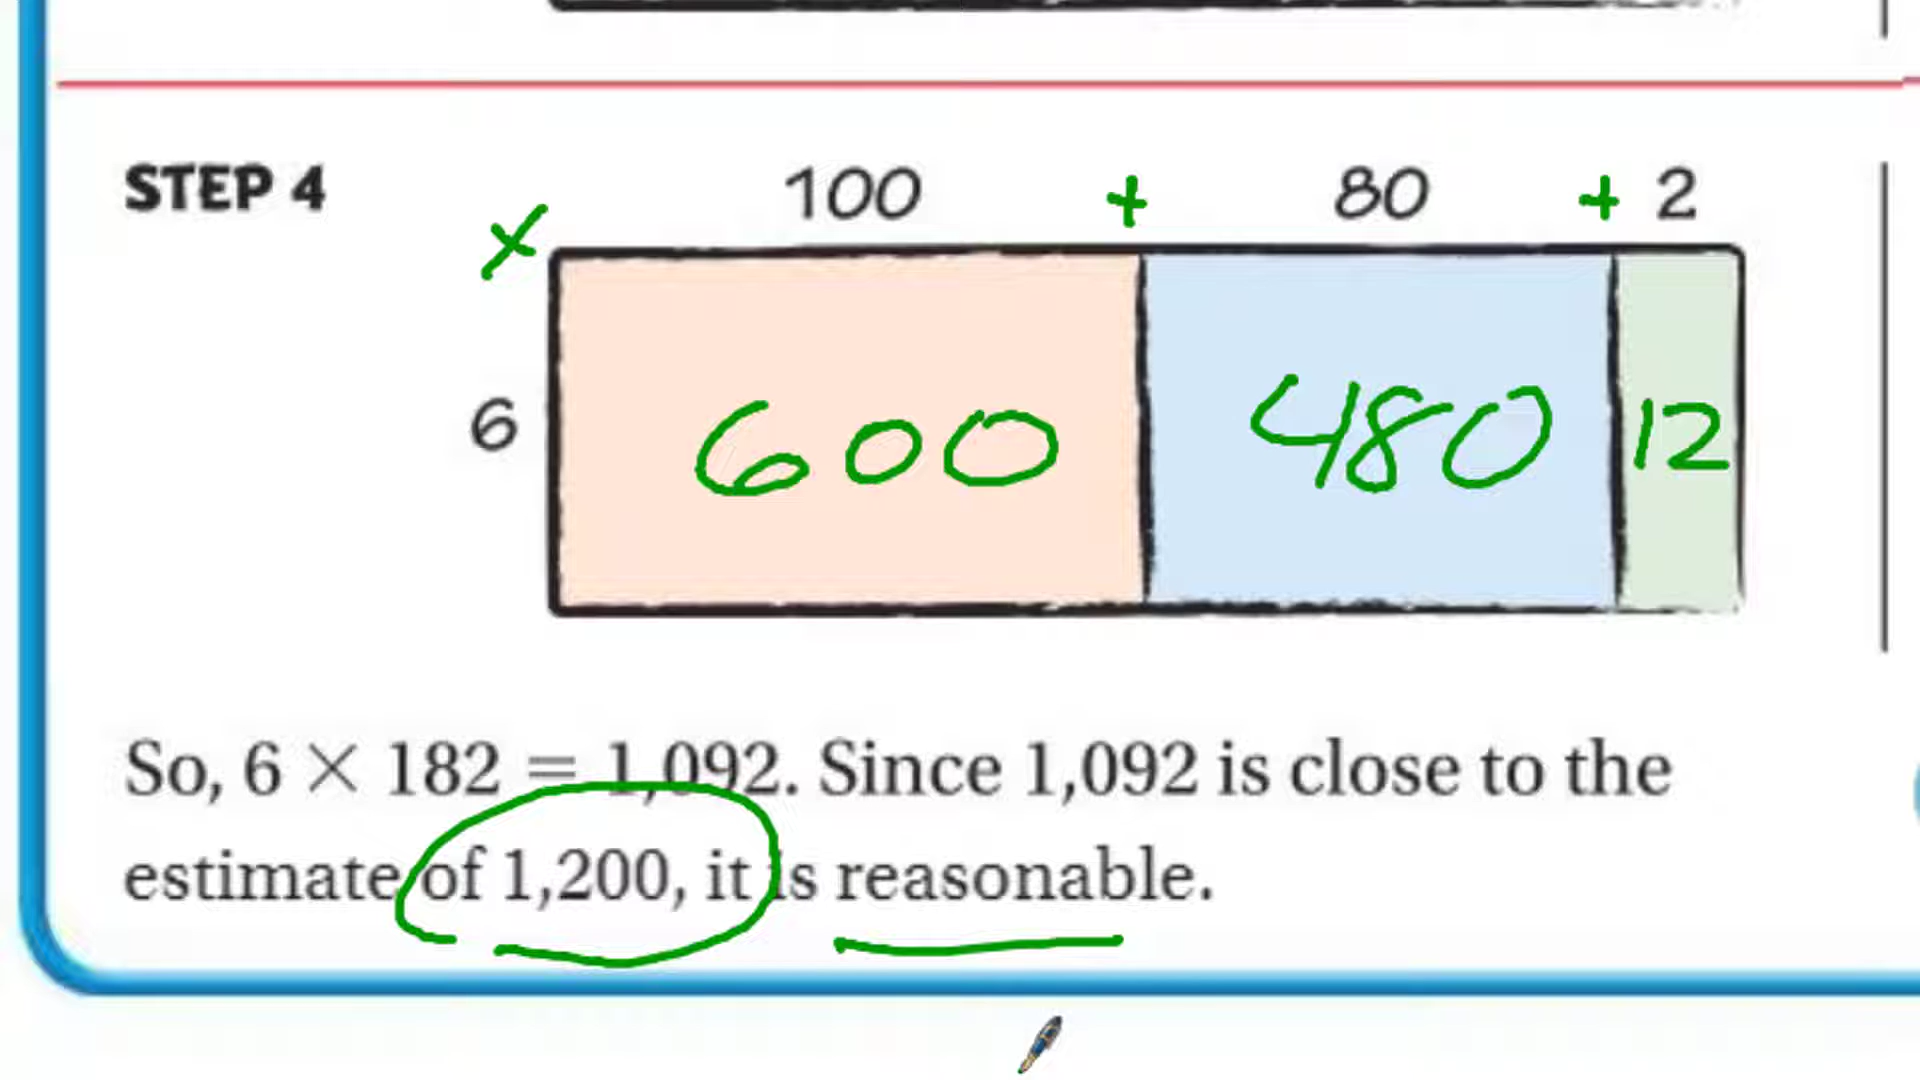 STEP 4
× 100 + 80 + 2
6 600 480 12
So, 6 × 182 = 1,092. Since 1,092 is close to the
estimate of 1,200, it is reasonable.